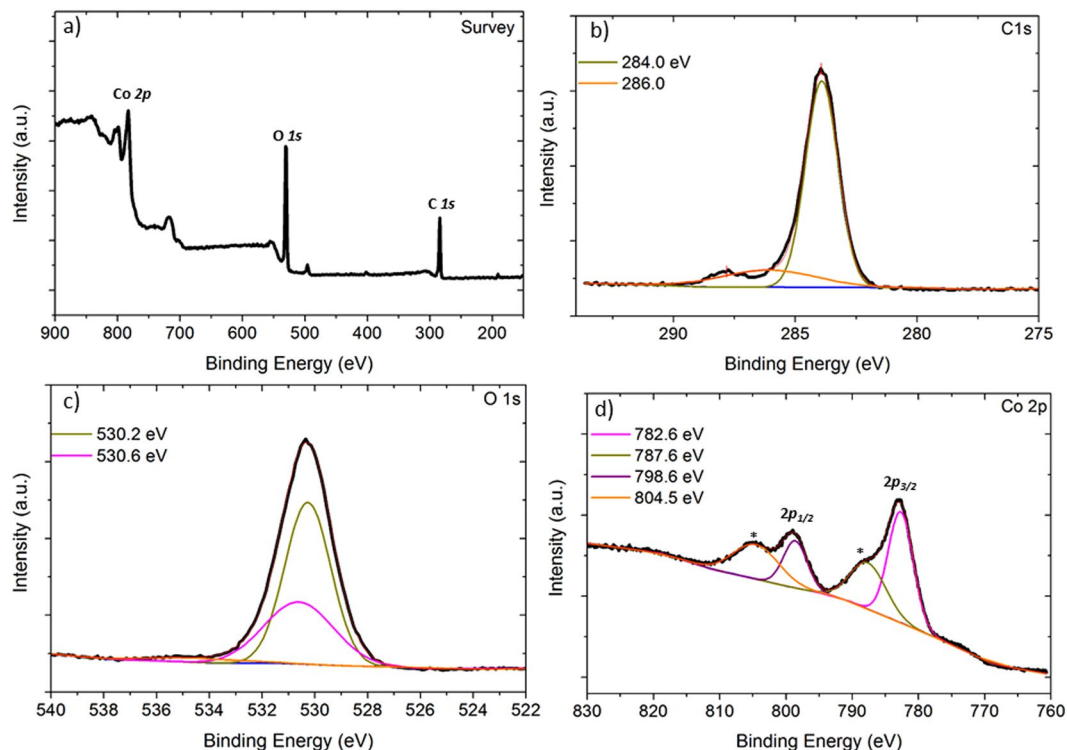 a)
Survey
Co 2p
O 1s
C 1s
Intensity (a.u.)
900 800 700 600 500 400 300 200
Binding Energy (eV)
b)
C1s
284.0 eV
286.0
Intensity (a.u.)
290 285 280 275
Binding Energy (eV)
c)
O 1s
530.2 eV
530.6 eV
Intensity (a.u.)
540 538 536 534 532 530 528 526 524 522
Binding Energy (eV)
d)
Co 2p
782.6 eV
787.6 eV
798.6 eV
804.5 eV
2p3/2
2p1/2
*
*
Intensity (a.u.)
830 820 810 800 790 780 770 760
Binding Energy (eV)